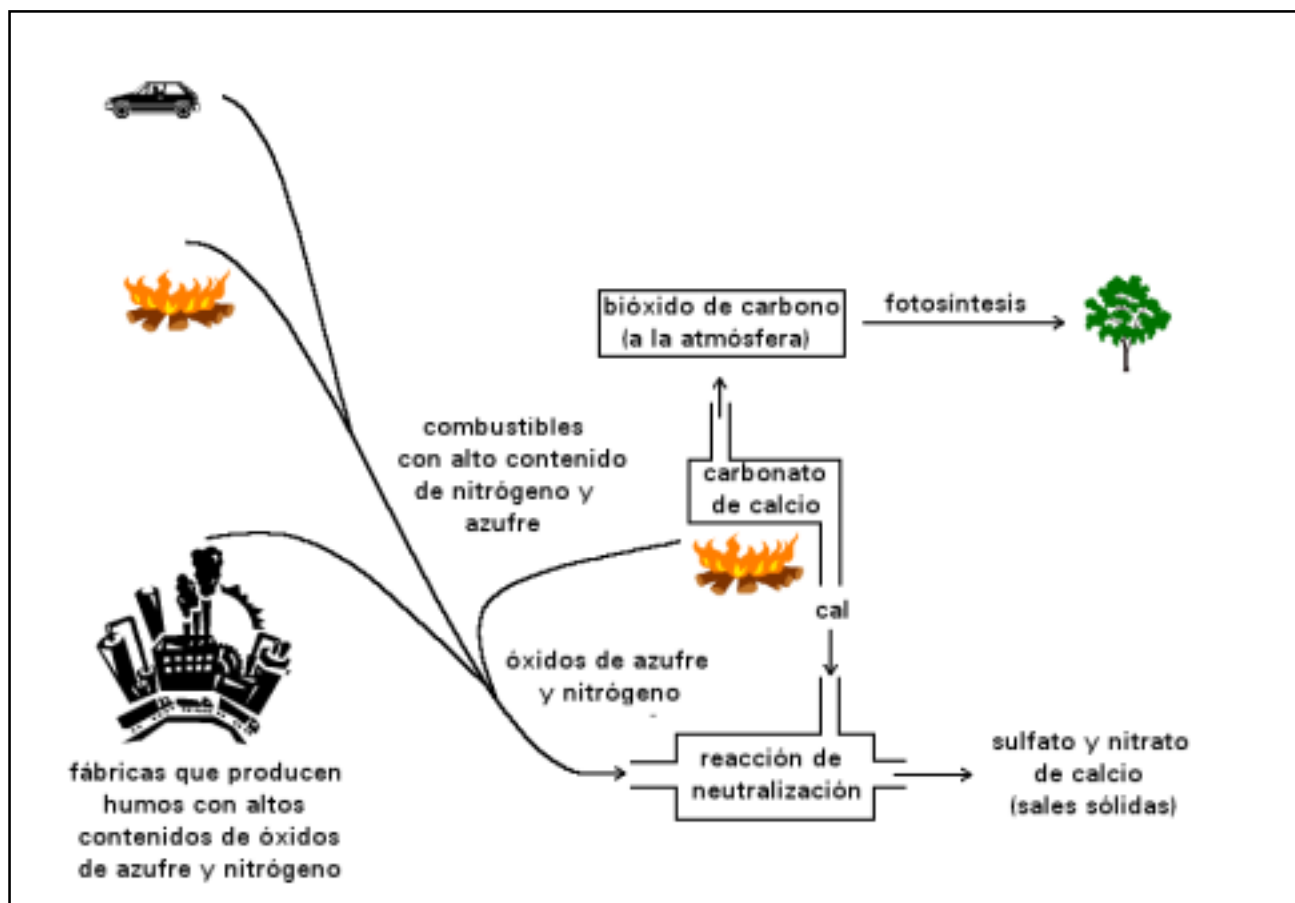 bióxido de carbono
(a la atmósfera)
fotosíntesis
combustibles
con alto contenido
de nitrógeno y
azufre
carbonato
de calcio
cal
óxidos de azufre
y nitrógeno
reacción de
neutralización
sulfato y nitrato
de calcio
(sales sólidas)
fábricas que producen
humos con altos
contenidos de óxidos
de azufre y nitrógeno